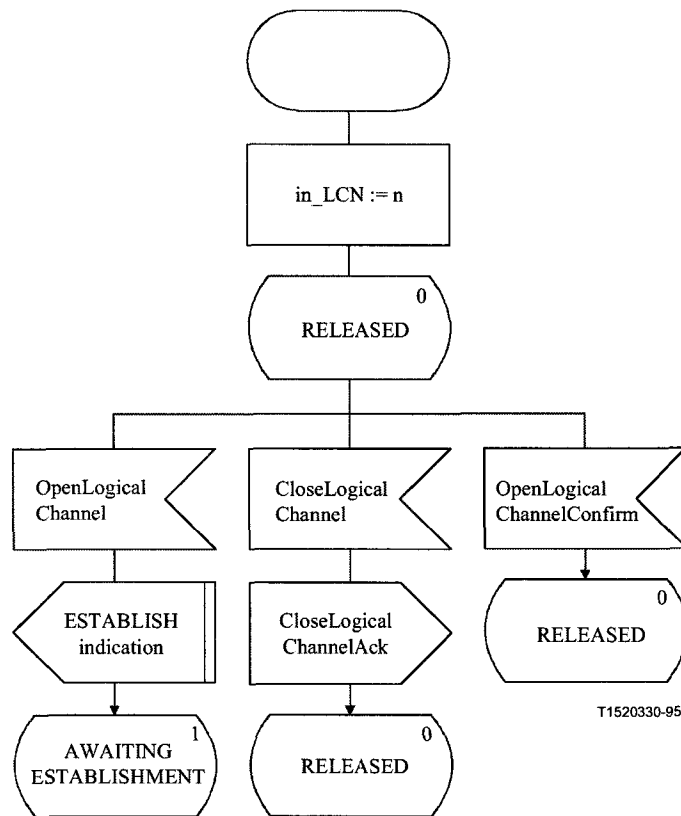 in_LCN := n
0
RELEASED
OpenLogical
Channel
CloseLogical
Channel
OpenLogical
ChannelConfirm
ESTABLISH
indication
CloseLogical
ChannelAck
0
RELEASED
T1520330-95
1
AWAITING
ESTABLISHMENT
0
RELEASED